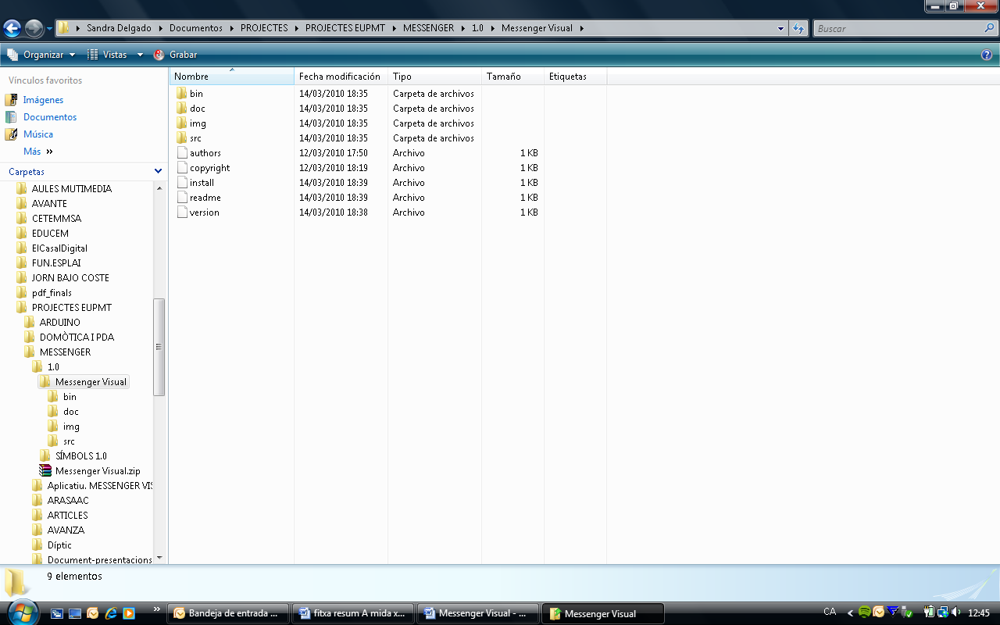 Sandra Delgado Documentos PROJECTES PROJECTES EUPMT MESSENGER 1.0 Messenger Visual
Buscar
Organizar Vistas Grabar
Vínculos favoritos
Imágenes
Documentos
Música
Más »
Carpetas
AULES MUTIMEDIA
AVANTE
CETEMMSA
EDUCEM
ElCasalDigital
FUN.ESPLAI
JORN BAJO COSTE
pdf_finals
PROJECTES EUPMT
ARDUINO
DOMÒTICA I PDA
MESSENGER
1.0
Messenger Visual
bin
doc
img
src
SÍMBOLS 1.0
Messenger Visual.zip
Aplicatiu. MESSENGER VIS
ARASAAC
ARTICLES
AVANZA
Díptic
Document-presentacions
Nombre Fecha modificación Tipo Tamaño Etiquetas
bin 14/03/2010 18:35 Carpeta de archivos
doc 14/03/2010 18:35 Carpeta de archivos
img 14/03/2010 18:35 Carpeta de archivos
src 14/03/2010 18:35 Carpeta de archivos
authors 12/03/2010 17:50 Archivo 1 KB
copyright 12/03/2010 18:19 Archivo 1 KB
install 14/03/2010 18:39 Archivo 1 KB
readme 14/03/2010 18:39 Archivo 1 KB
version 14/03/2010 18:38 Archivo 1 KB
9 elementos
Bandeja de entrada ... fitxa resum A mida x... Messenger Visual - ... Messenger Visual CA 12:45